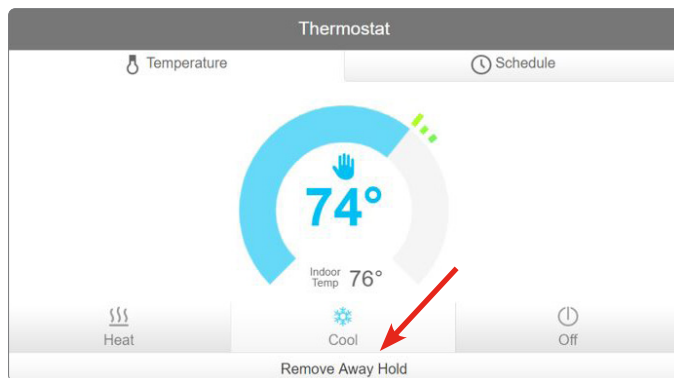 Thermostat
Temperature
Schedule
74°
Indoor
Temp
76°
Heat
Cool
Off
Remove Away Hold